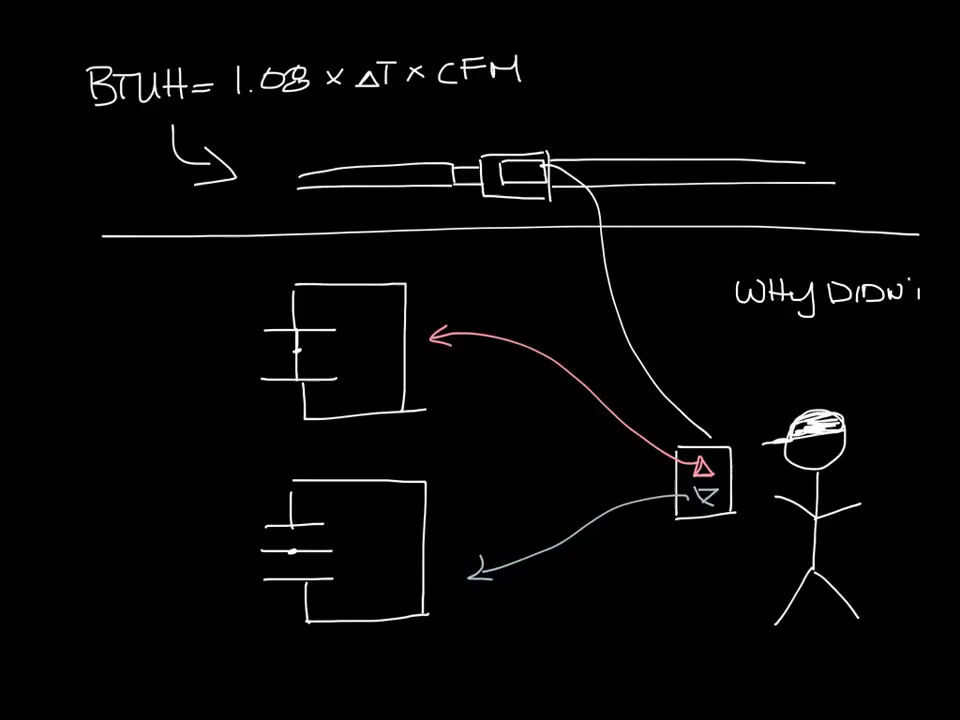 BTUH = 1.08 × ΔT × CFM
WHY DIDN'